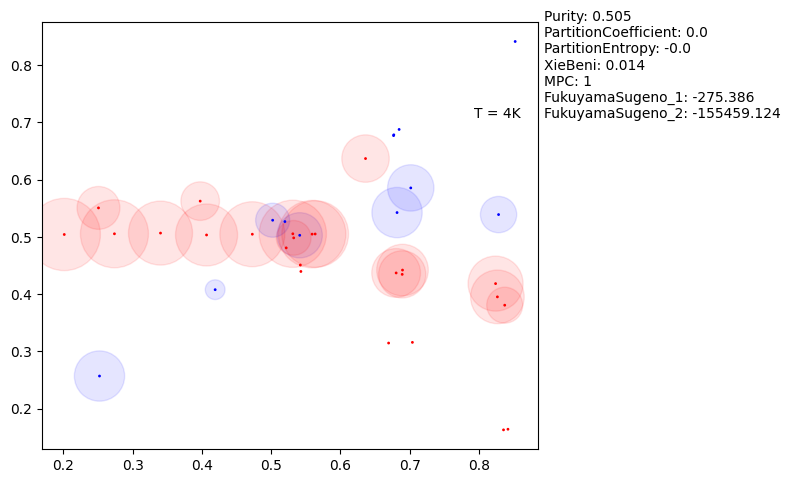 Purity: 0.505
PartitionCoefficient: 0.0
PartitionEntropy: -0.0
XieBeni: 0.014
MPC: 1
FukuyamaSugeno_1: -275.386
FukuyamaSugeno_2: -155459.124
T = 4K
0.8
0.7
0.6
0.5
0.4
0.3
0.2
0.2 0.3 0.4 0.5 0.6 0.7 0.8